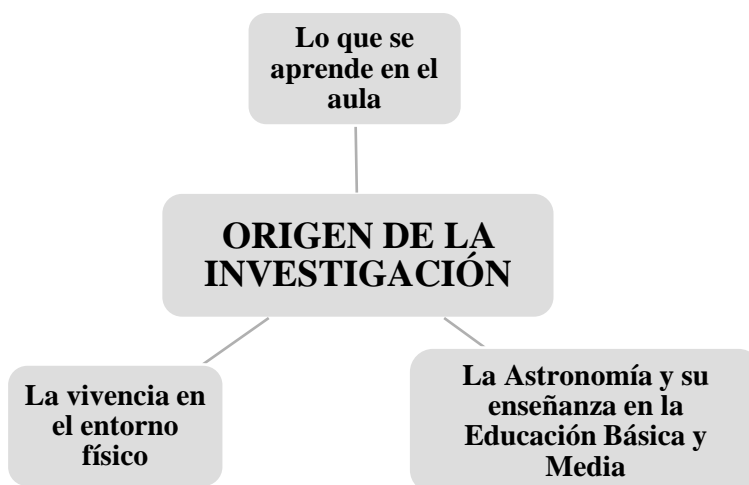 Lo que se
aprende en el
aula
ORIGEN DE LA
INVESTIGACIÓN
La vivencia en
el entorno
físico
La Astronomía y su
enseñanza en la
Educación Básica y
Media